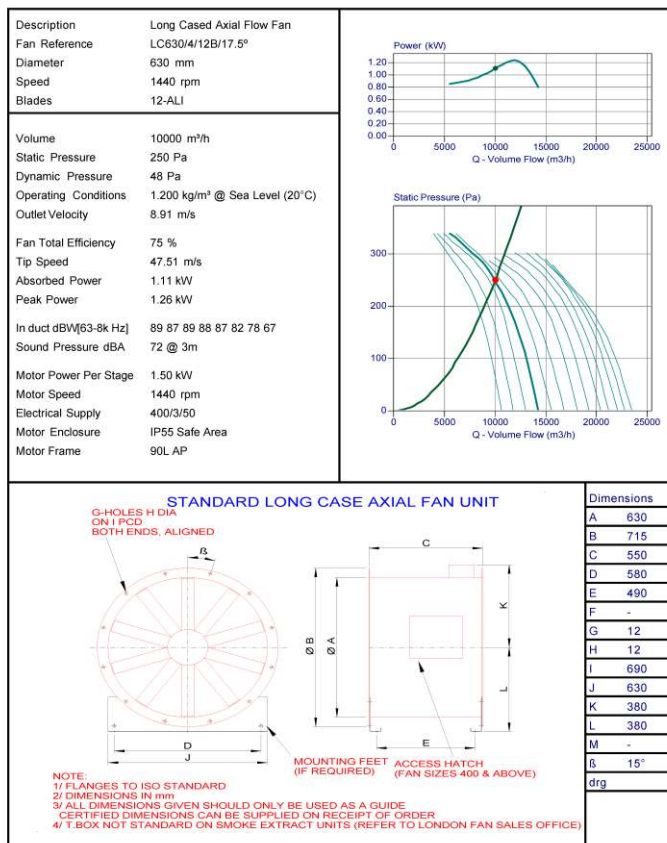 Description Long Cased Axial Flow Fan
Fan Reference LC630/4/12B/17.5º
Diameter 630 mm
Speed 1440 rpm
Blades 12-ALI
Volume 10000 m³/h
Static Pressure 250 Pa
Dynamic Pressure 48 Pa
Operating Conditions 1.200 kg/m³ @ Sea Level (20°C)
Outlet Velocity 8.91 m/s
Fan Total Efficiency 75 %
Tip Speed 47.51 m/s
Absorbed Power 1.11 kW
Peak Power 1.26 kW
In duct dBW[63-8k Hz] 89 87 89 88 87 82 78 67
Sound Pressure dBA 72 @ 3m
Motor Power Per Stage 1.50 kW
Motor Speed 1440 rpm
Electrical Supply 400/3/50
Motor Enclosure IP55 Safe Area
Motor Frame 90L AP
Power (kW)
1.20
1.00
0.80
0.60
0.40
0.20
0.00
0 5000 10000 15000 20000 25000
Q - Volume Flow (m3/h)
Static Pressure (Pa)
300
200
100
0
0 5000 10000 15000 20000 25000
Q - Volume Flow (m3/h)
STANDARD LONG CASE AXIAL FAN UNIT
G-HOLES H DIA
ON I PCD
BOTH ENDS, ALIGNED
ß
C
K
Ø B
Ø A
L
D
J
E
MOUNTING FEET
(IF REQUIRED)
ACCESS HATCH
(FAN SIZES 400 & ABOVE)
NOTE:
1/ FLANGES TO ISO STANDARD
2/ DIMENSIONS IN mm
3/ ALL DIMENSIONS GIVEN SHOULD ONLY BE USED AS A GUIDE
CERTIFIED DIMENSIONS CAN BE SUPPLIED ON RECEIPT OF ORDER
4/ T.BOX NOT STANDARD ON SMOKE EXTRACT UNITS (REFER TO LONDON FAN SALES OFFICE)
Dimensions
A 630
B 715
C 550
D 580
E 490
F -
G 12
H 12
I 690
J 630
K 380
L 380
M -
ß 15°
drg